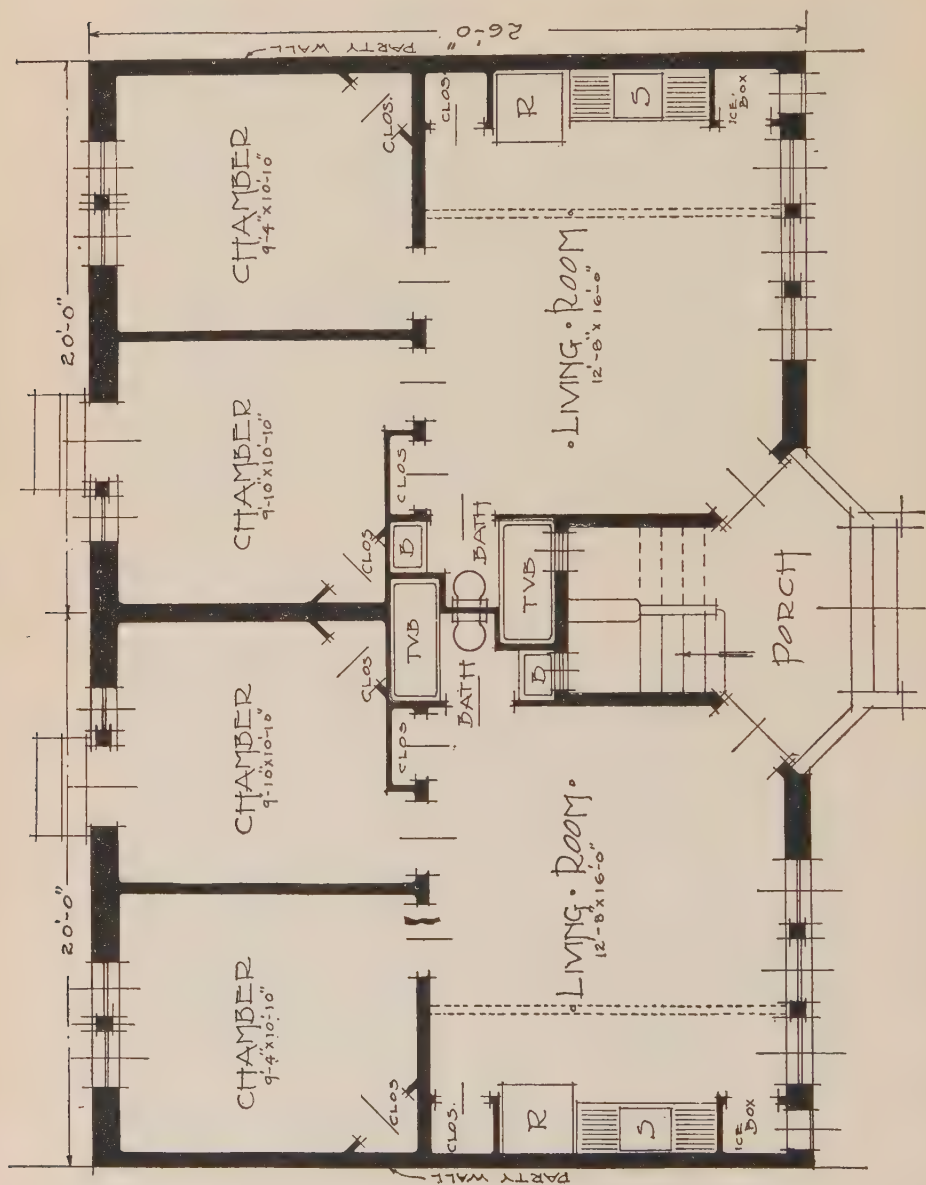 26'-0"
PARTY WALL
20'-0"
20'-0"
CHAMBER
9'-4"X10'-10"
CHAMBER
9'-10"X10'-10"
CHAMBER
9'-10"X10'-10"
CHAMBER
9'-4"X10'-10"
CLOS.
CLOS.
CLOS
CLOS
CLOS
CLOS
CLOS
CLOS.
R
S
ICE
BOX
•LIVING•ROOM•
12'-8"X16'-0"
B
BATH
T.V.B
T.V.B
BATH
B
PORCH
LIVING•ROOM•
12'-8"X16'-0"
R
S
ICE
BOX
PARTY WALL